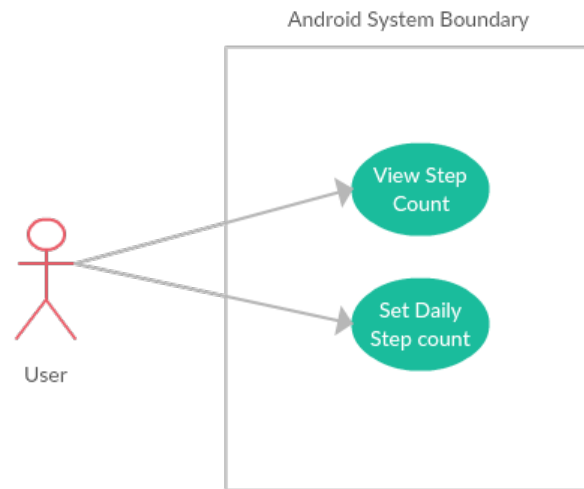 Android System Boundary
View Step
Count
Set Daily
Step count
User